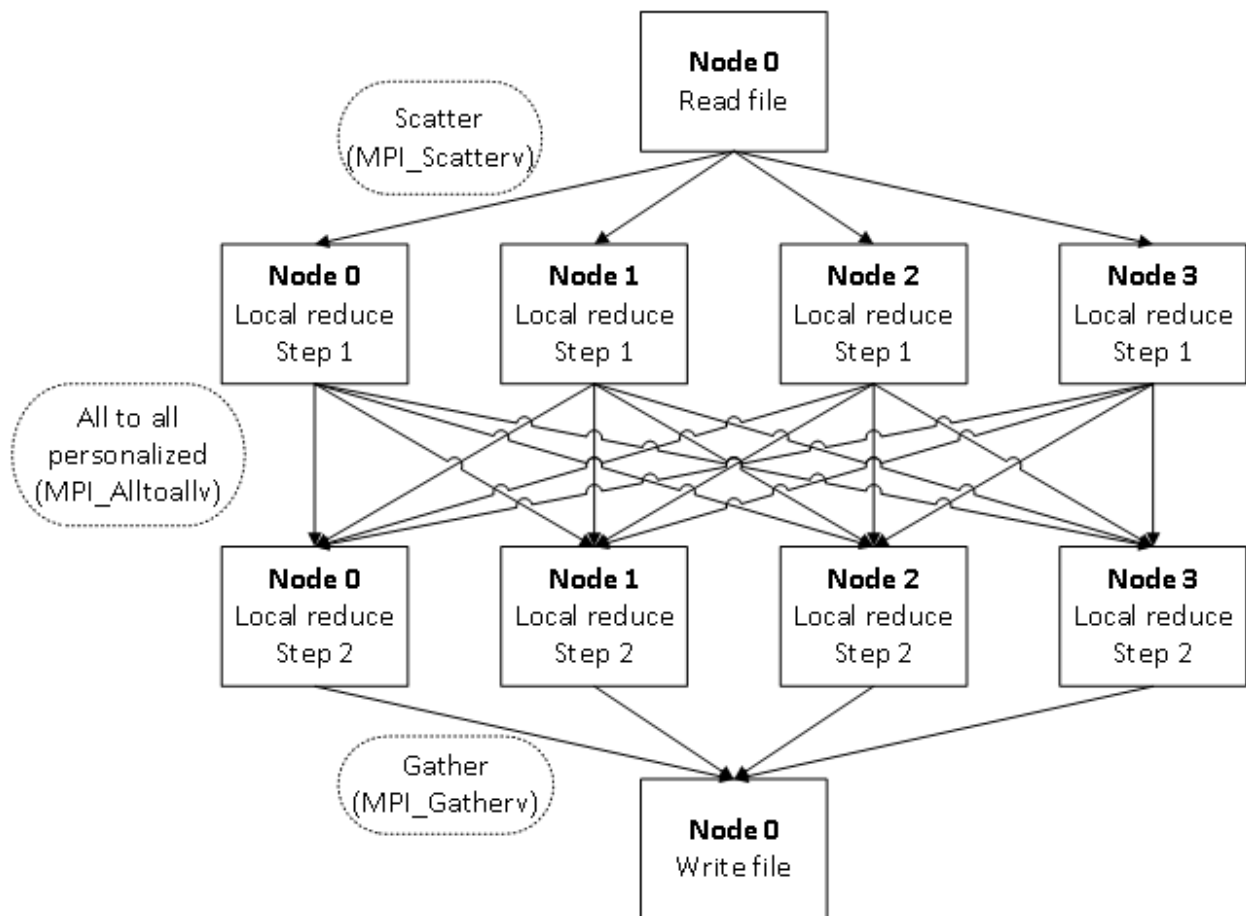 Node 0
Read file
Scatter
(MPI_Scatterv)
Node 0
Local reduce
Step 1
Node 1
Local reduce
Step 1
Node 2
Local reduce
Step 1
Node 3
Local reduce
Step 1
All to all
personalized
(MPI_Alltoallv)
Node 0
Local reduce
Step 2
Node 1
Local reduce
Step 2
Node 2
Local reduce
Step 2
Node 3
Local reduce
Step 2
Gather
(MPI_Gatherv)
Node 0
Write file